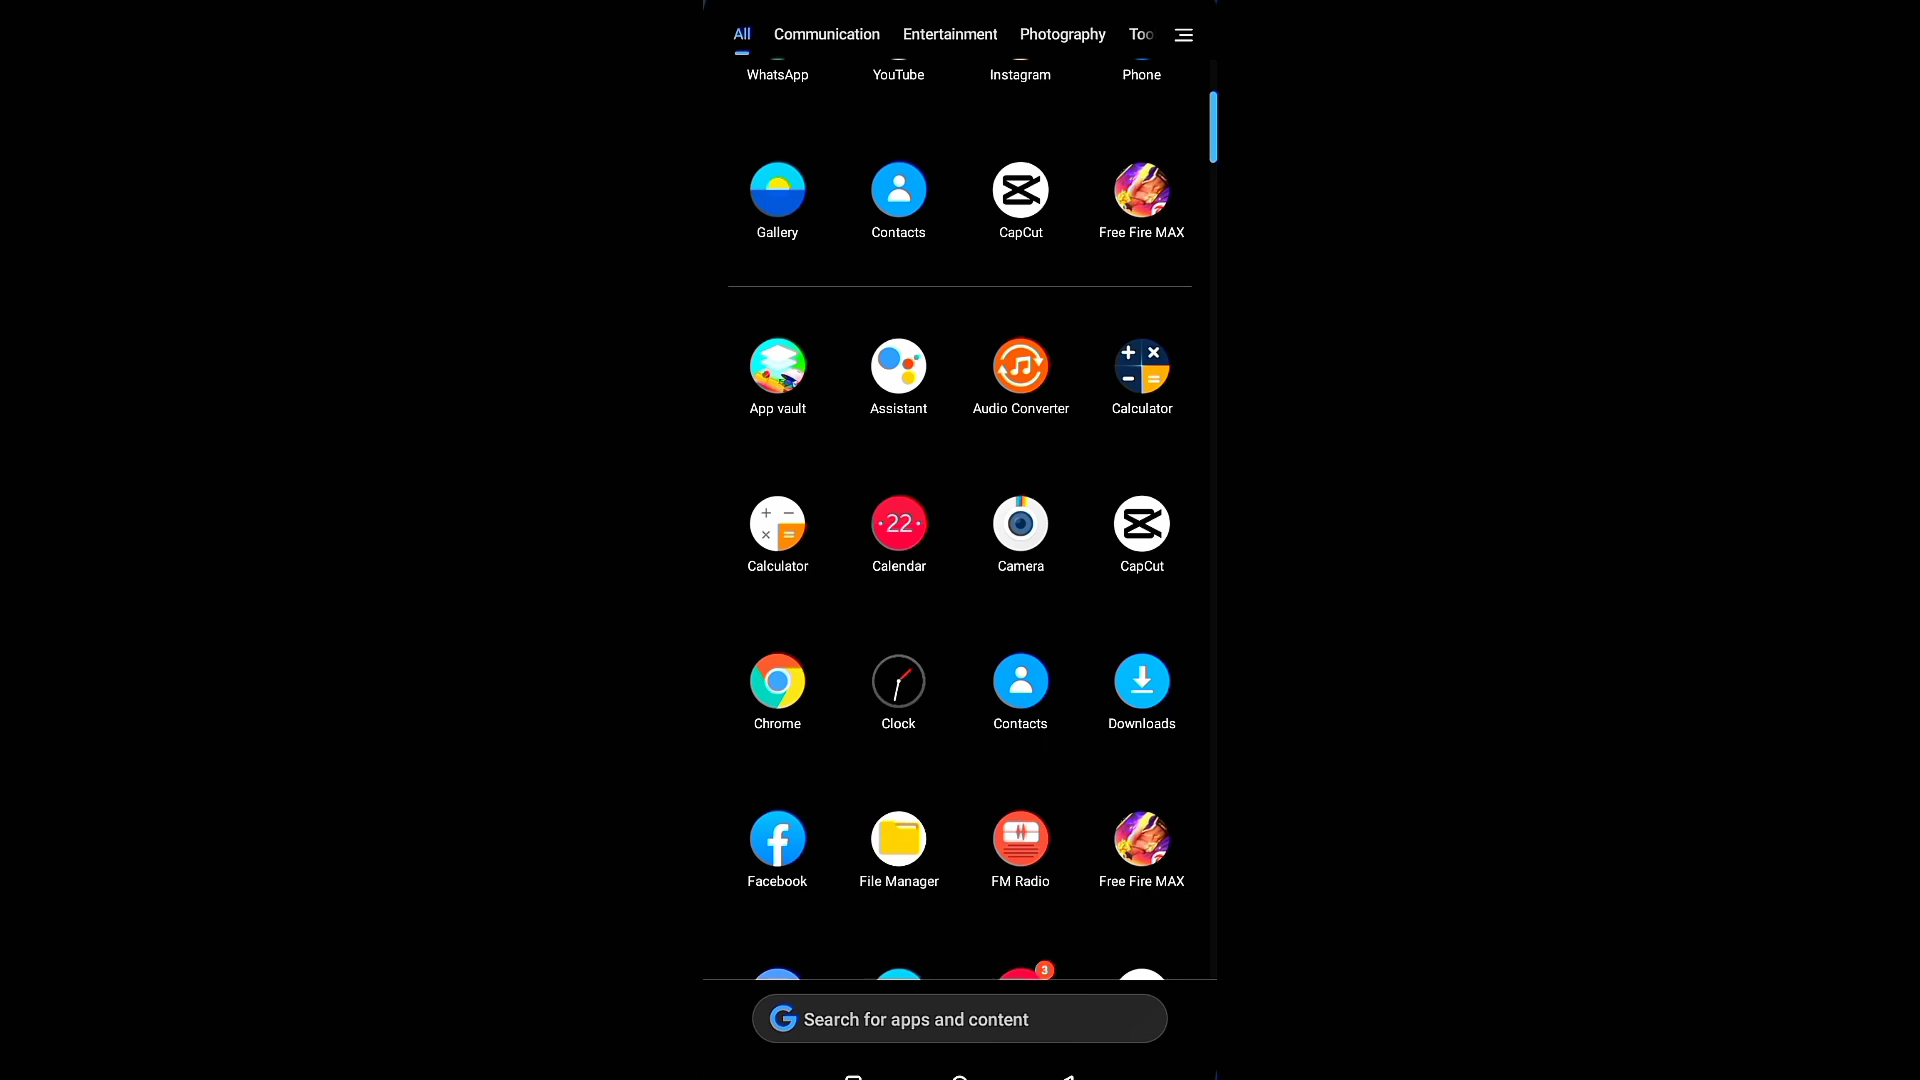 All Communication Entertainment Photography Too
WhatsApp YouTube Instagram Phone
Gallery Contacts CapCut Free Fire MAX
App vault Assistant Audio Converter Calculator
22
Calculator Calendar Camera CapCut
Chrome Clock Contacts Downloads
Facebook File Manager FM Radio Free Fire MAX
3
Search for apps and content